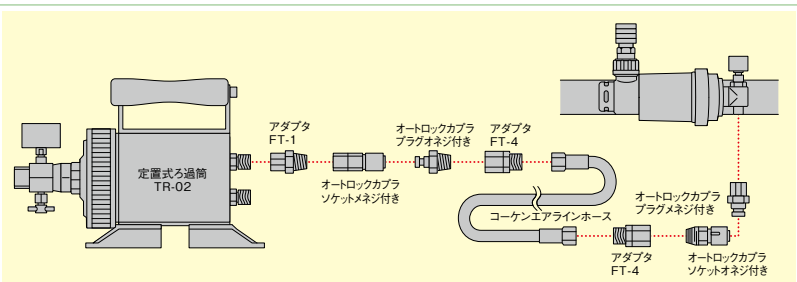 定置式ろ過筒
TR-02
アダプタ
FT-1
オートロックカプラ
ソケットメネジ付き
オートロックカプラ
プラグオネジ付き
アダプタ
FT-4
コーケンエアラインホース
アダプタ
FT-4
オートロックカプラ
ソケットオネジ付き
オートロックカプラ
プラグメネジ付き